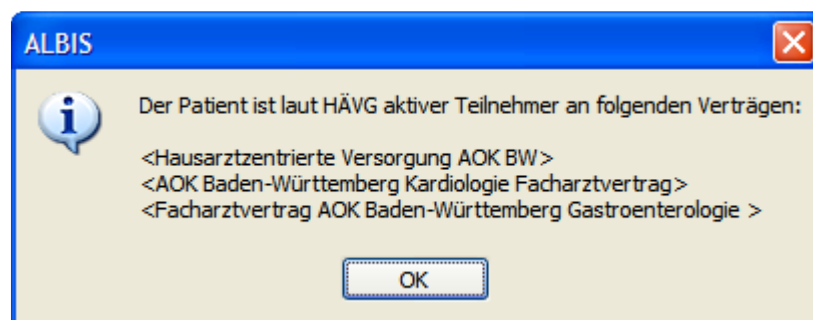 ALBIS
Der Patient ist laut HÄVG aktiver Teilnehmer an folgenden Verträgen:
<Hausarztzentrierte Versorgung AOK BW>
<AOK Baden-Württemberg Kardiologie Facharztvertrag>
<Facharztvertrag AOK Baden-Württemberg Gastroenterologie >
OK